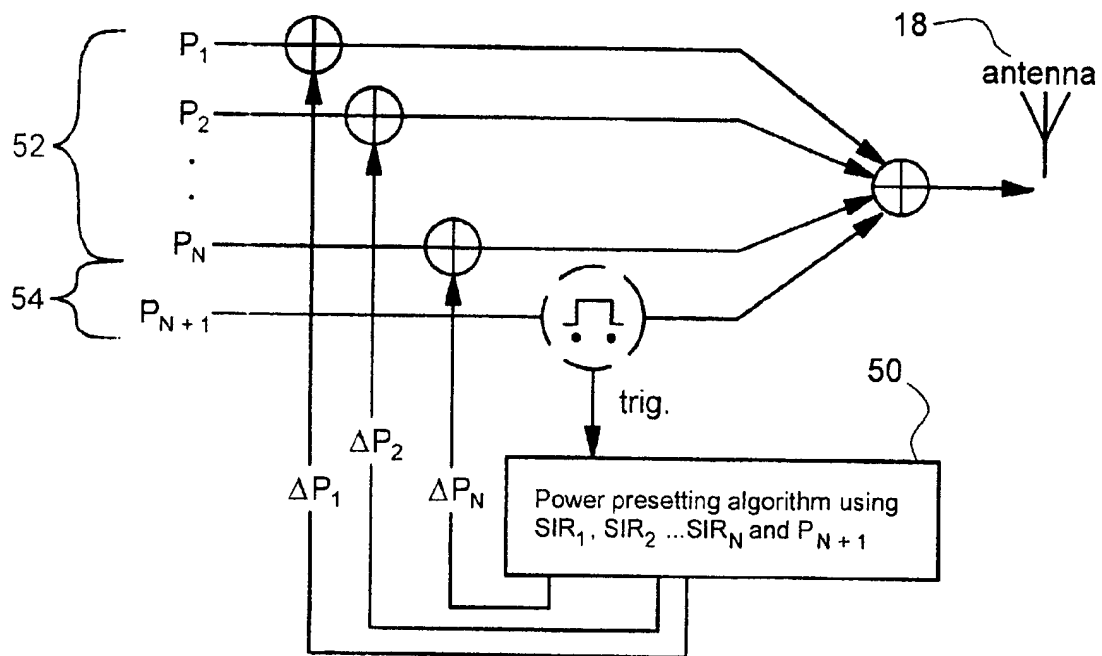 18
antenna
P1
P2
.
.
PN
52
54
PN + 1
trig.
50
ΔP1
ΔP2
ΔPN
Power presetting algorithm using
SIR1, SIR2 ...SIRN and PN + 1